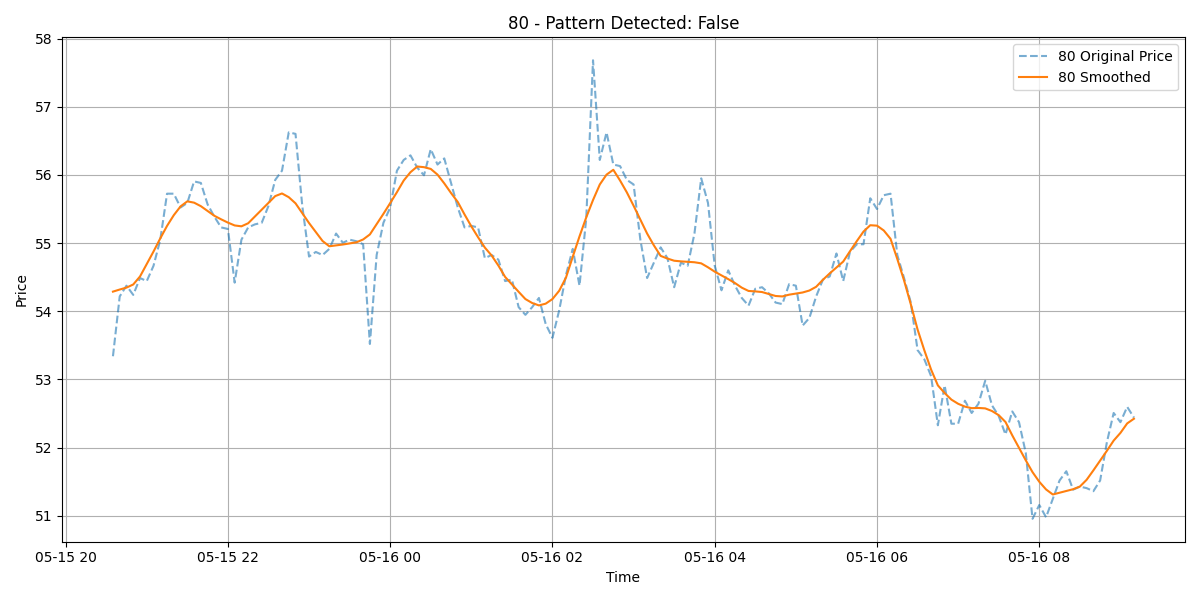 80 - Pattern Detected: False
80 Original Price
80 Smoothed
Price
58
57
56
55
54
53
52
51
05-15 20 05-15 22 05-16 00 05-16 02 05-16 04 05-16 06 05-16 08
Time